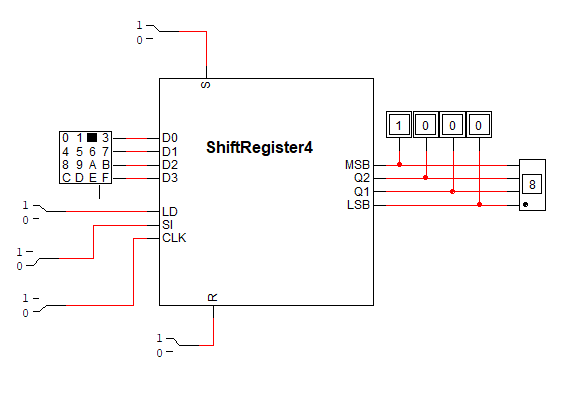 1
0
S
0 1 3
4 5 6 7
8 9 A B
C D E F
D0
D1
D2
D3
ShiftRegister4
1 0 0 0
MSB
Q2
Q1
LSB
8
1
0
LD
SI
CLK
1
0
1
0
R
1
0